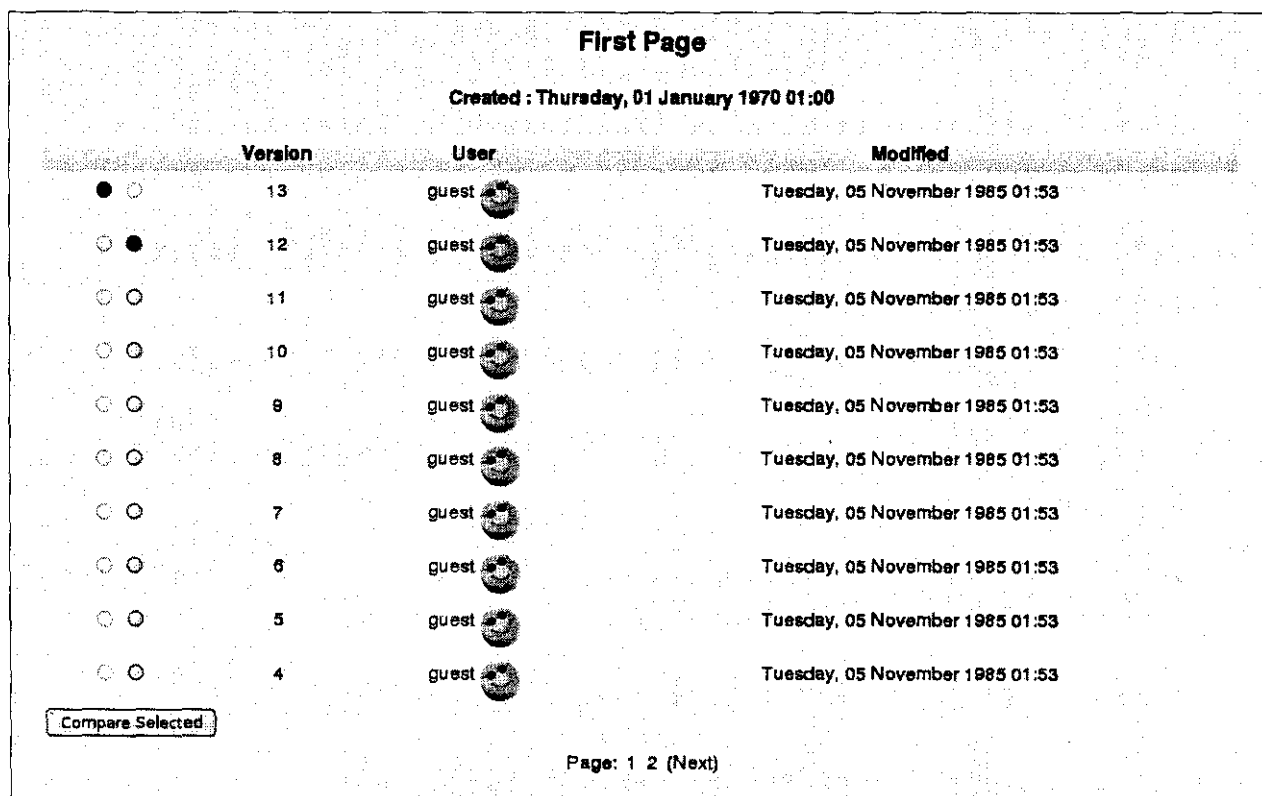 First Page
Created : Thursday, 01 January 1970 01:00
Version User Modified
13 guest Tuesday, 05 November 1985 01:53
12 guest Tuesday, 05 November 1985 01:53
11 guest Tuesday, 05 November 1985 01:53
10 guest Tuesday, 05 November 1985 01:53
9 guest Tuesday, 05 November 1985 01:53
8 guest Tuesday, 05 November 1985 01:53
7 guest Tuesday, 05 November 1985 01:53
6 guest Tuesday, 05 November 1985 01:53
5 guest Tuesday, 05 November 1985 01:53
4 guest Tuesday, 05 November 1985 01:53
Compare Selected
Page: 1 2 (Next)